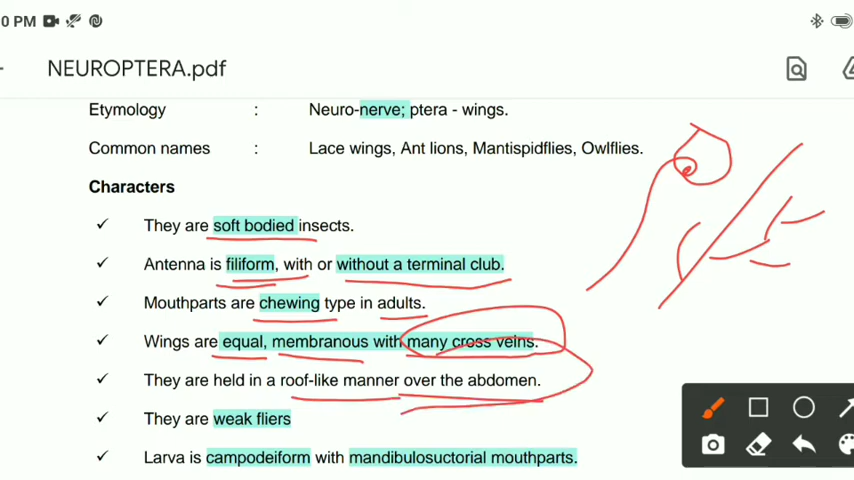 0 PM
NEUROPTERA.pdf
Etymology : Neuro-nerve; ptera - wings.
Common names : Lace wings, Ant lions, Mantispidflies, Owlflies.
Characters
✓ They are soft bodied insects.
✓ Antenna is filiform, with or without a terminal club.
✓ Mouthparts are chewing type in adults.
✓ Wings are equal, membranous with many cross veins.
✓ They are held in a roof-like manner over the abdomen.
✓ They are weak fliers
✓ Larva is campodeiform with mandibulosuctorial mouthparts.